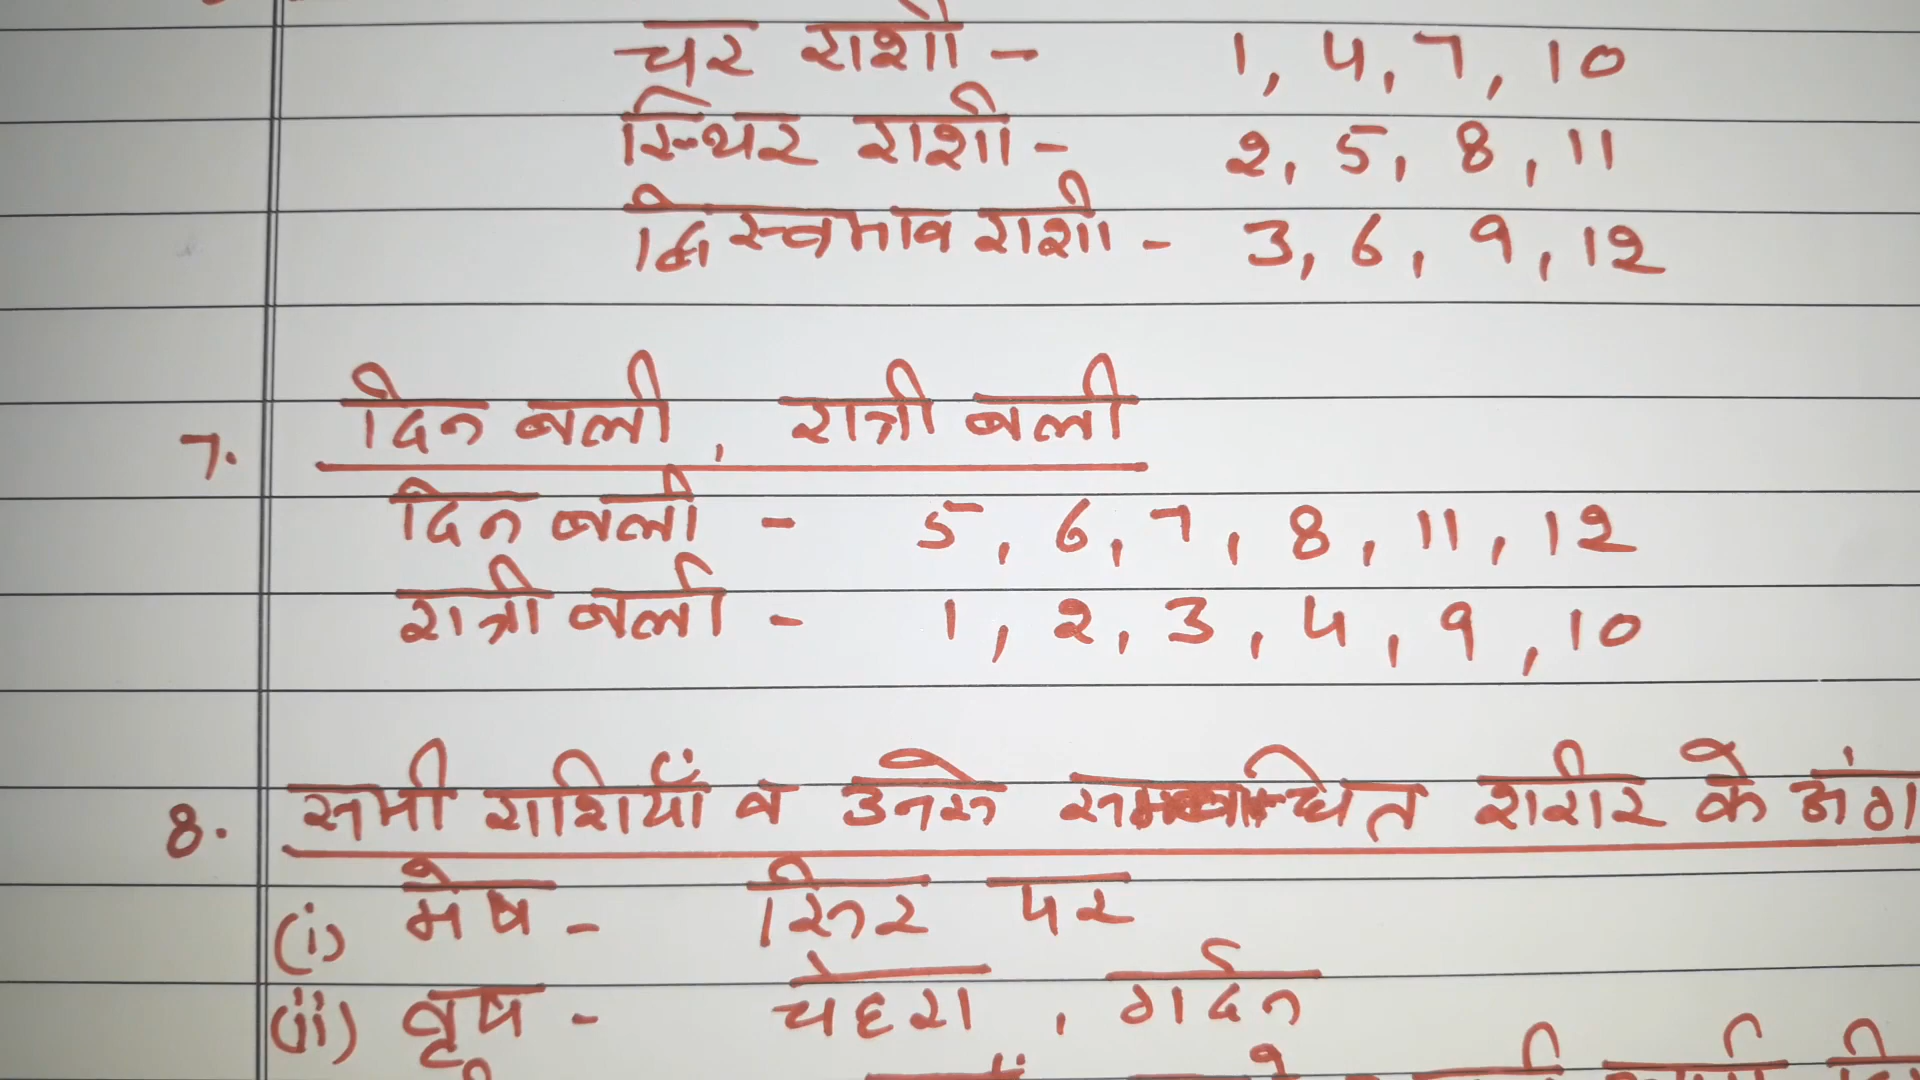 चर राशी - 1, 4, 7, 10
स्थिर राशी - 2, 5, 8, 11
द्विस्वभाव राशी - 3, 6, 9, 12
7. दिन बली, रात्री बली
दिन बली - 5, 6, 7, 8, 11, 12
रात्री बली - 1, 2, 3, 4, 9, 10
8. सभी राशियाँ व उनसे सम्बन्धित शरीर के अंग
(i) मेष - सिर पर
(ii) वृष - चेहरा, गर्दन